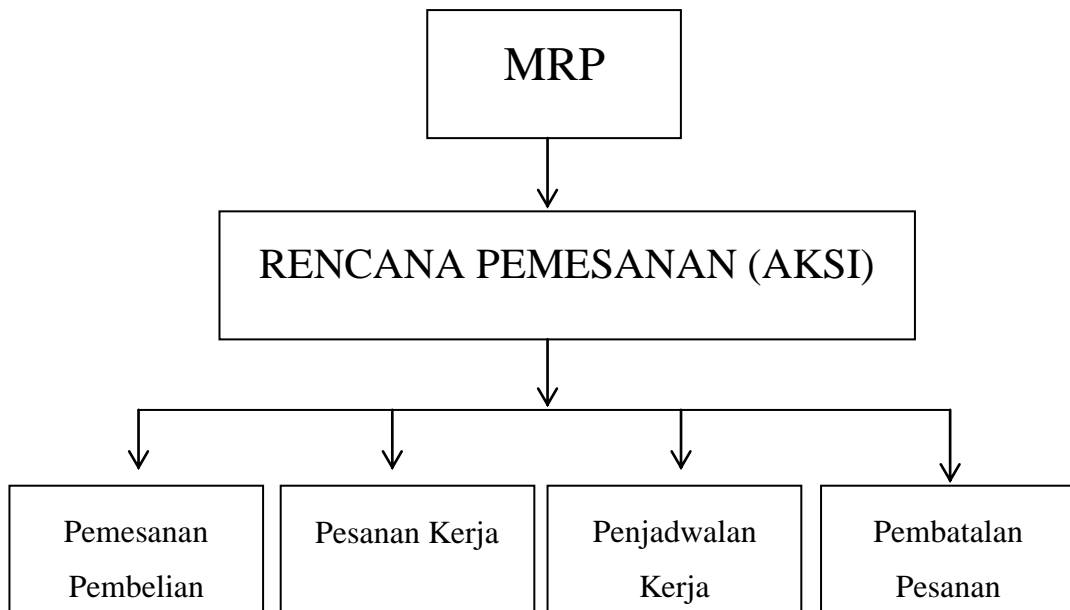 MRP
RENCANA PEMESANAN (AKSI)
Pemesanan
Pembelian
Pesanan Kerja
Penjadwalan
Kerja
Pembatalan
Pesanan